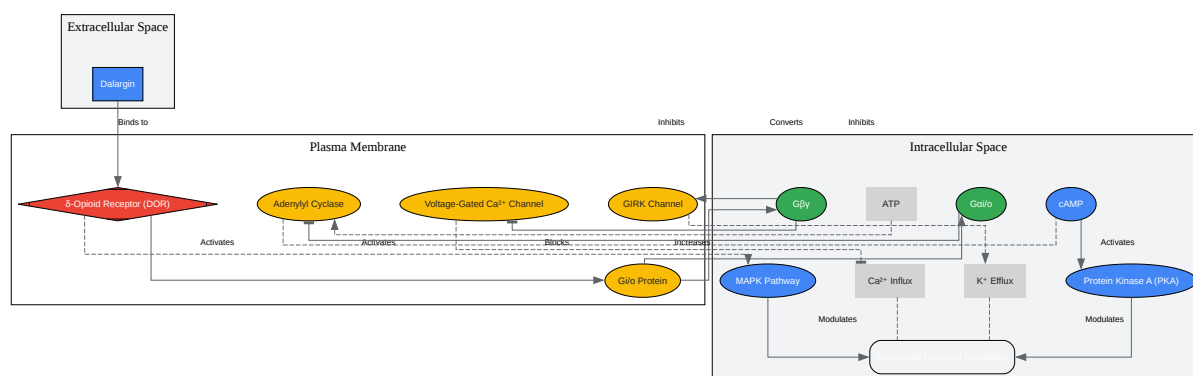 Extracellular Space
Dalargin
Binds to
Inhibits
Converts
Inhibits
Plasma Membrane
Intracellular Space
δ-Opioid Receptor (DOR)
Adenylyl Cyclase
Voltage-Gated Ca²⁺ Channel
GIRK Channel
Gβγ
ATP
Gαi/o
cAMP
Activates
Activates
Blocks
Increases
Activates
Gi/o Protein
MAPK Pathway
Ca²⁺ Influx
K⁺ Efflux
Protein Kinase A (PKA)
Modulates
Modulates